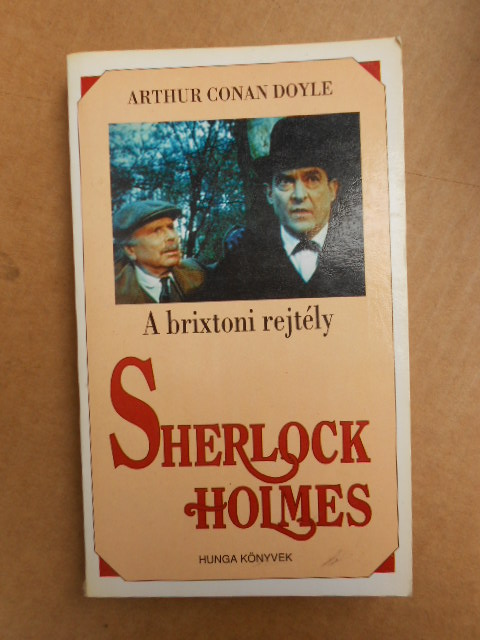 ARTHUR CONAN DOYLE
A brixtoni rejtély
SHERLOCK
HOLMES
HUNGA KÖNYVEK